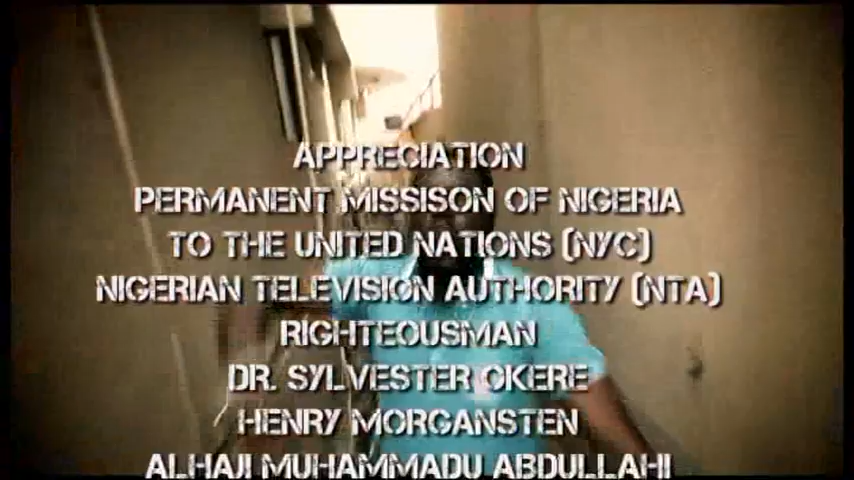 APPRECIATION
PERMANENT MISSISON OF NIGERIA
TO THE UNITED NATIONS (NYC)
NIGERIAN TELEVISION AUTHORITY (NTA)
RIGHTEOUSMAN
DR. SYLVESTER OKERE
HENRY MORGANSTEN
ALHAJI MUHAMMADU ABDULLAHI